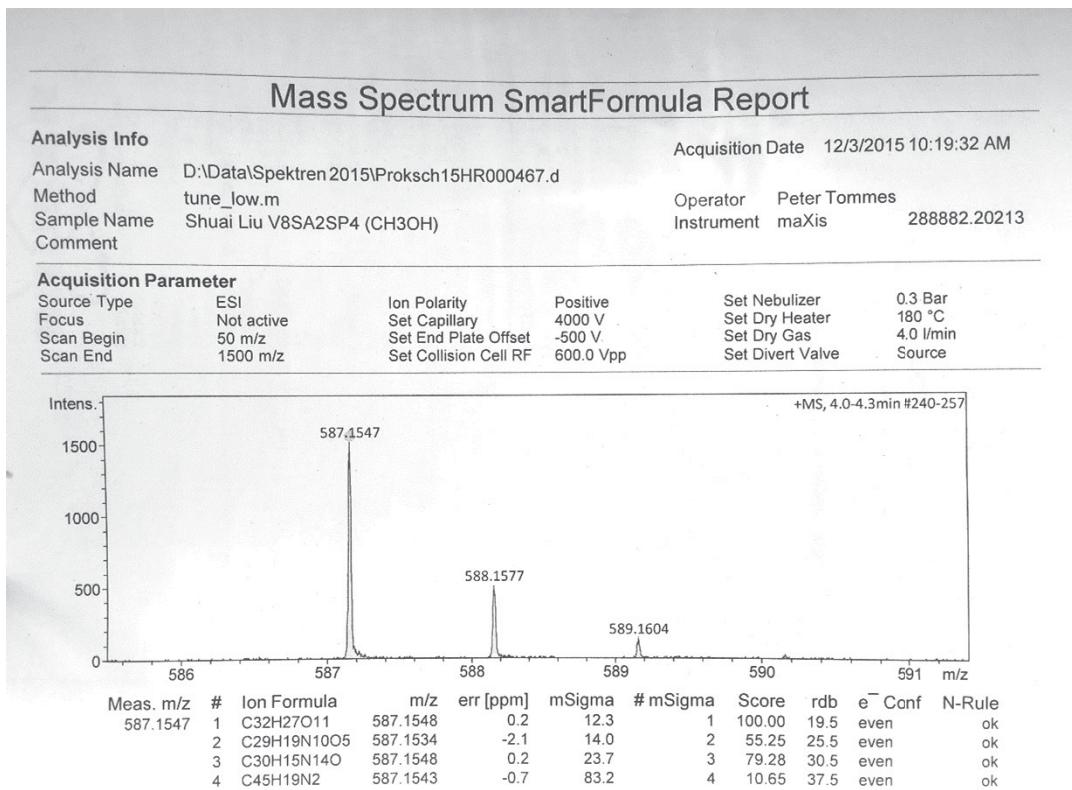 Mass Spectrum SmartFormula Report
Analysis Info
Acquisition Date 12/3/2015 10:19:32 AM
Analysis Name D:\Data\Spektren 2015\Proksch15HR000467.d
Method tune_low.m
Operator Peter Tommes
Sample Name Shuai Liu V8SA2SP4 (CH3OH)
Instrument maXis 288882.20213
Comment
Acquisition Parameter
Source Type ESI Ion Polarity Positive Set Nebulizer 0.3 Bar
Focus Not active Set Capillary 4000 V Set Dry Heater 180 °C
Scan Begin 50 m/z Set End Plate Offset -500 V Set Dry Gas 4.0 l/min
Scan End 1500 m/z Set Collision Cell RF 600.0 Vpp Set Divert Valve Source
Intens.
+MS, 4.0-4.3min #240-257
587.1547
1500
1000
588.1577
500
589.1604
0
586 587 588 589 590 591 m/z
Meas. m/z # Ion Formula m/z err [ppm] mSigma # mSigma Score rdb e⁻ Conf N-Rule
587.1547 1 C32H27O11 587.1548 0.2 12.3 1 100.00 19.5 even ok
2 C29H19N10O5 587.1534 -2.1 14.0 2 55.25 25.5 even ok
3 C30H15N14O 587.1548 0.2 23.7 3 79.28 30.5 even ok
4 C45H19N2 587.1543 -0.7 83.2 4 10.65 37.5 even ok